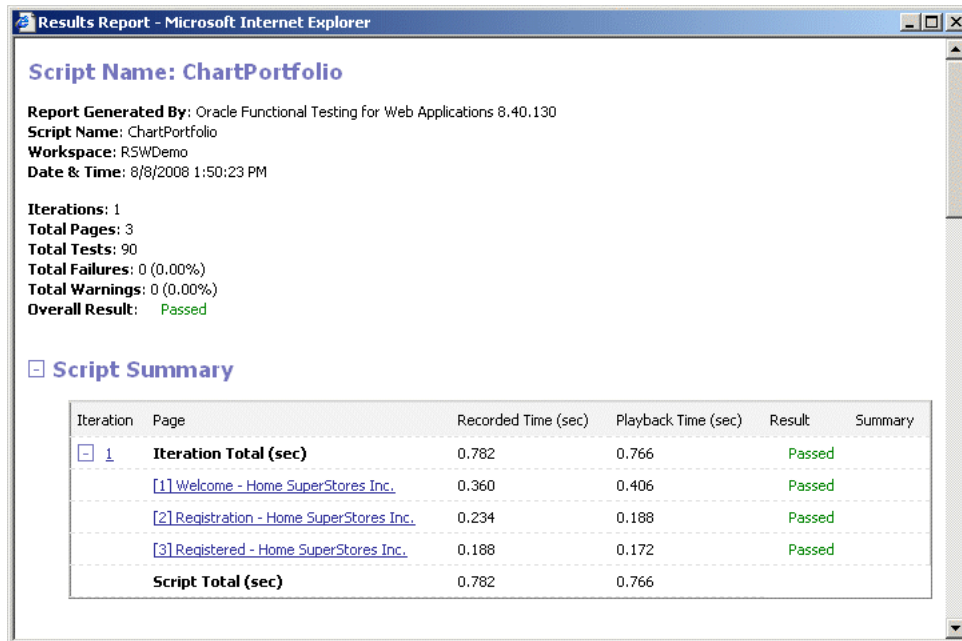 Results Report - Microsoft Internet Explorer
Script Name: ChartPortfolio
Report Generated By: Oracle Functional Testing for Web Applications 8.40.130
Script Name: ChartPortfolio
Workspace: RSWDemo
Date & Time: 8/8/2008 1:50:23 PM
Iterations: 1
Total Pages: 3
Total Tests: 90
Total Failures: 0 (0.00%)
Total Warnings: 0 (0.00%)
Overall Result: Passed
Script Summary
Iteration Page Recorded Time (sec) Playback Time (sec) Result Summary
1 Iteration Total (sec) 0.782 0.766 Passed
[1] Welcome - Home SuperStores Inc. 0.360 0.406 Passed
[2] Registration - Home SuperStores Inc. 0.234 0.188 Passed
[3] Registered - Home SuperStores Inc. 0.188 0.172 Passed
Script Total (sec) 0.782 0.766